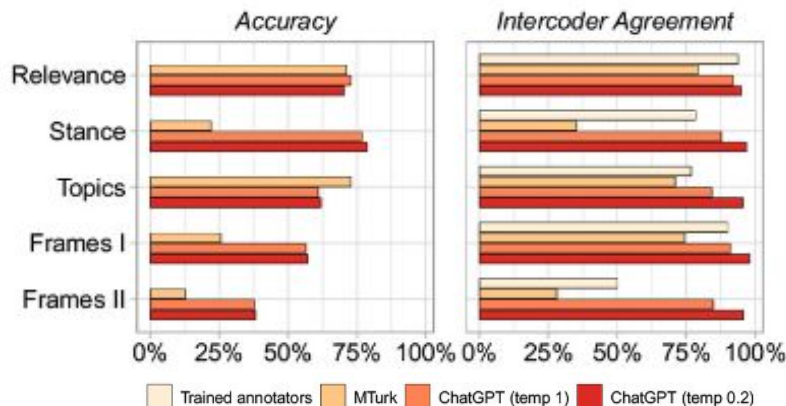 Accuracy
Intercoder Agreement
Relevance
Stance
Topics
Frames I
Frames II
0% 25% 50% 75% 100% 0% 25% 50% 75% 100%
Trained annotators MTurk ChatGPT (temp 1) ChatGPT (temp 0.2)